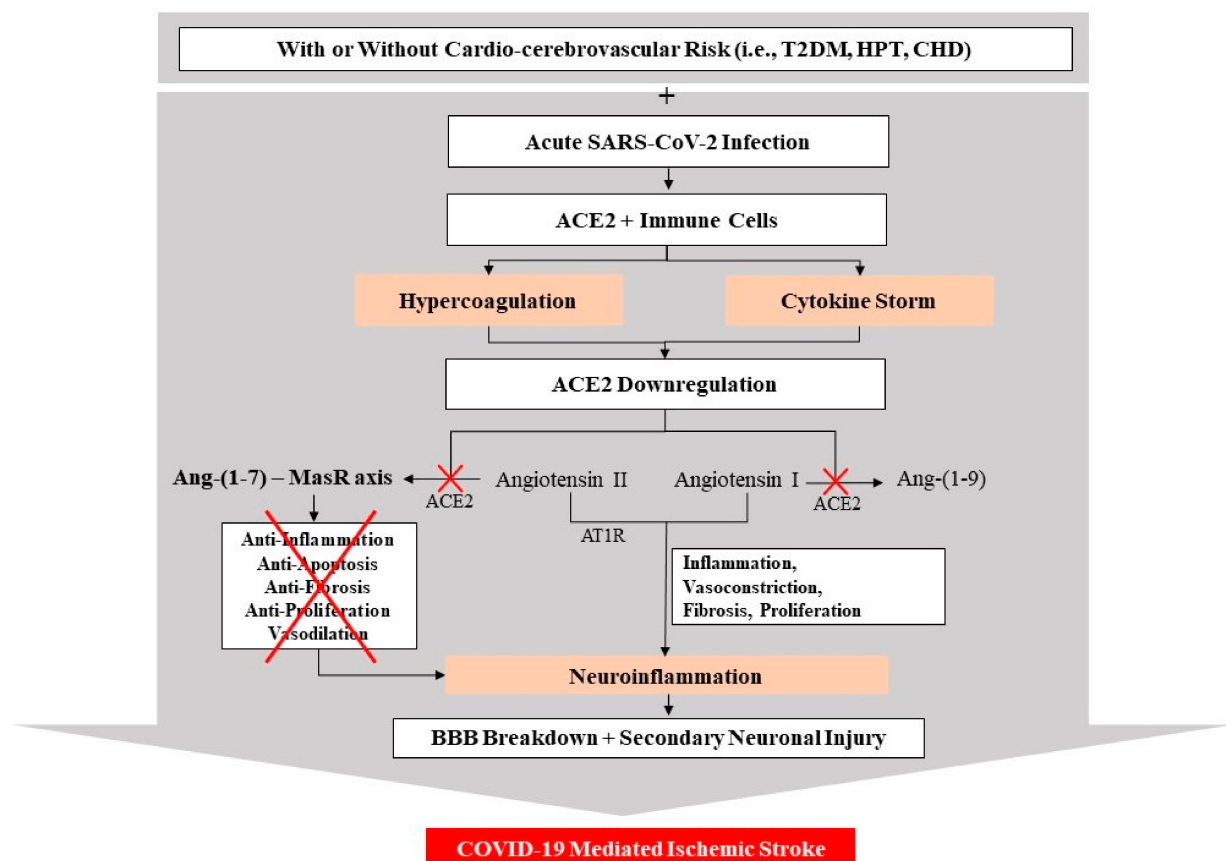 With or Without Cardio-cerebrovascular Risk (i.e., T2DM, HPT, CHD)
+
Acute SARS-CoV-2 Infection
ACE2 + Immune Cells
Hypercoagulation
Cytokine Storm
ACE2 Downregulation
Ang-(1-7) – MasR axis
ACE2
Angiotensin II
Angiotensin I
ACE2
Ang-(1-9)
AT1R
Anti-Inflammation
Anti-Apoptosis
Anti-Fibrosis
Anti-Proliferation
Vasodilation
Inflammation,
Vasoconstriction,
Fibrosis, Proliferation
Neuroinflammation
BBB Breakdown + Secondary Neuronal Injury
COVID-19 Mediated Ischemic Stroke